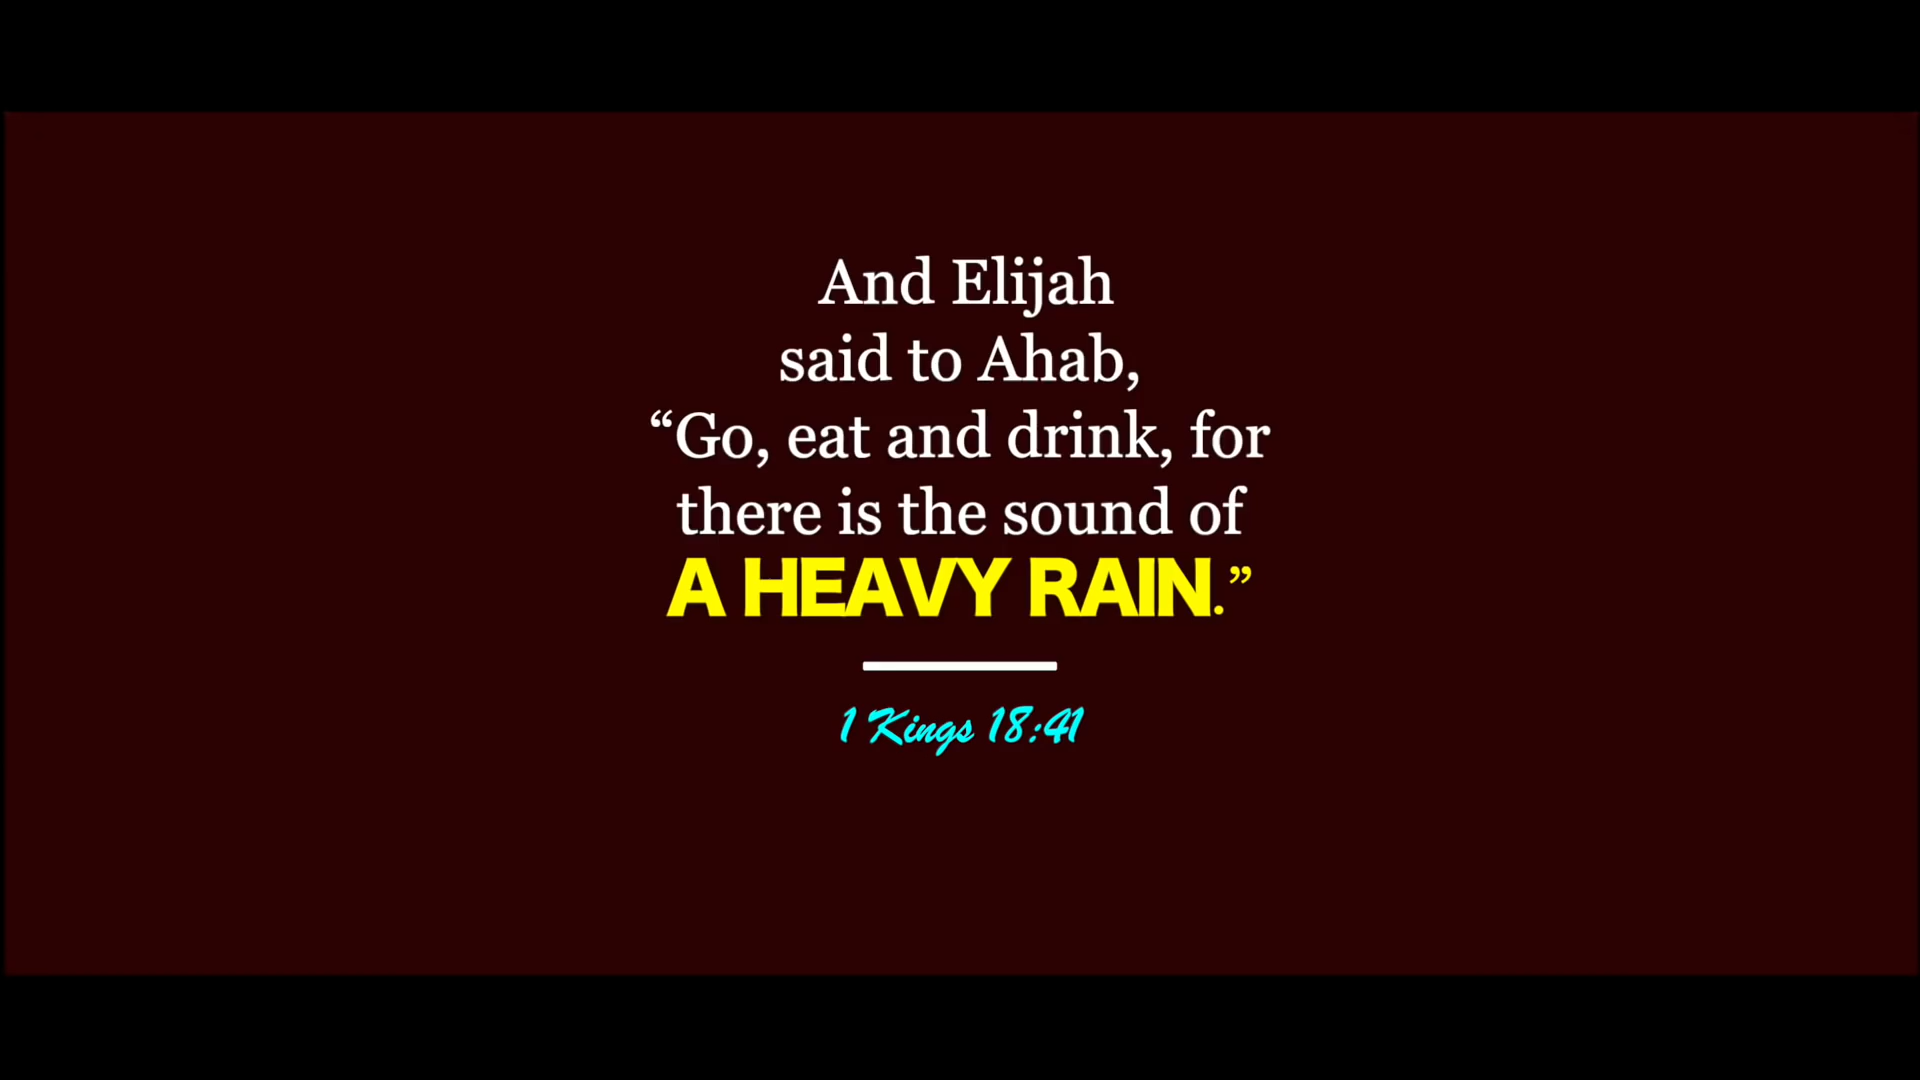 And Elijah
said to Ahab,
“Go, eat and drink, for
there is the sound of
A HEAVY RAIN.”
1 Kings 18:41